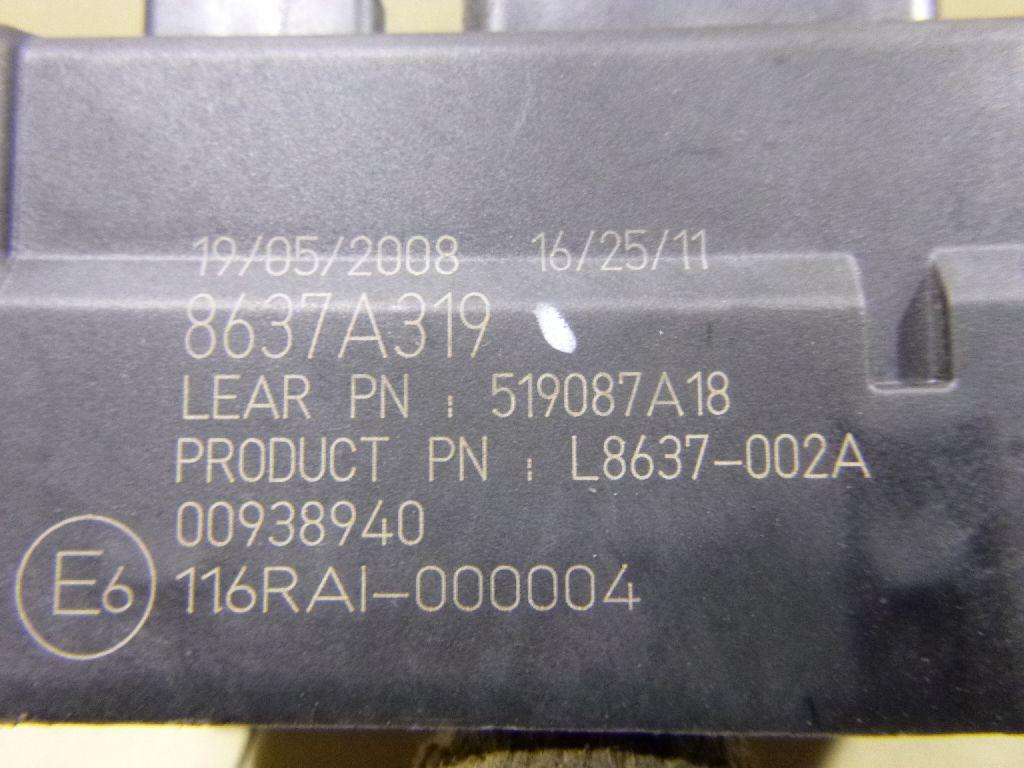 19/05/2008 16/25/11
8637A319
LEAR PN : 519087A18
PRODUCT PN : L8637-002A
00938940
E6 116RAI-000004